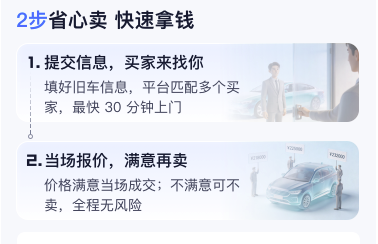 2步省心卖 快速拿钱
1. 提交信息，买家来找你
填好旧车信息，平台匹配多个买
家，最快 30 分钟上门
2. 当场报价，满意再卖
价格满意当场成交；不满意可不
卖，全程无风险